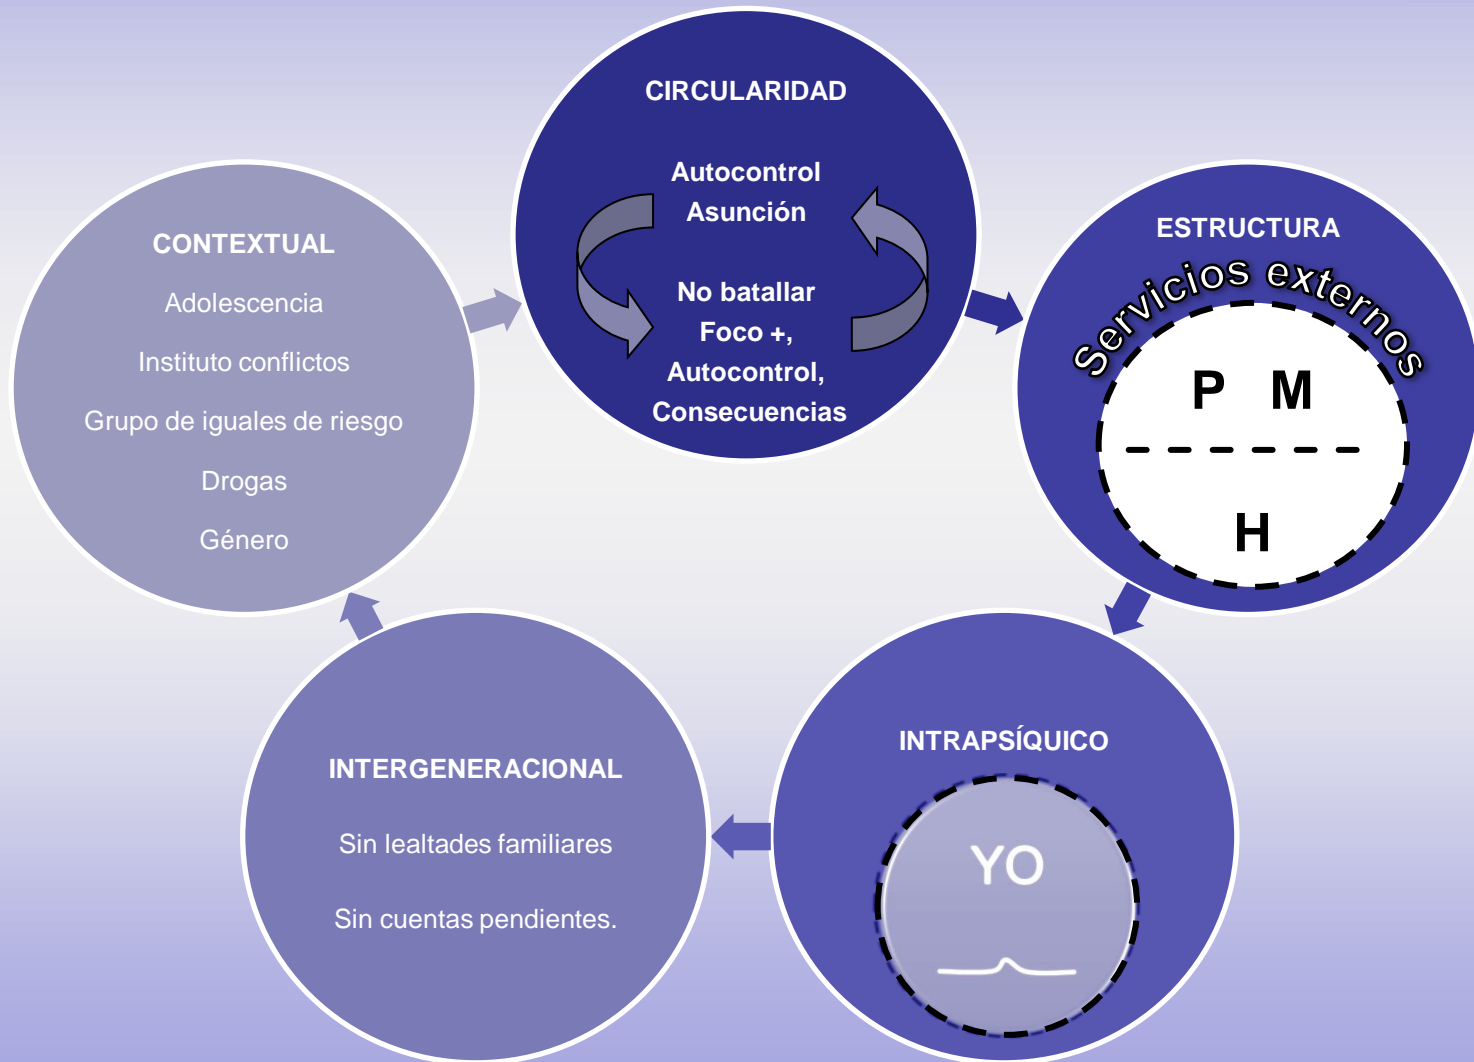 CIRCULARIDAD
Autocontrol
Asunción
No batallar
Foco +,
Autocontrol,
Consecuencias
ESTRUCTURA
Servicios externos
P M
H
INTRAPSÍQUICO
YO
INTERGENERACIONAL
Sin lealtades familiares
Sin cuentas pendientes.
CONTEXTUAL
Adolescencia
Instituto conflictos
Grupo de iguales de riesgo
Drogas
Género